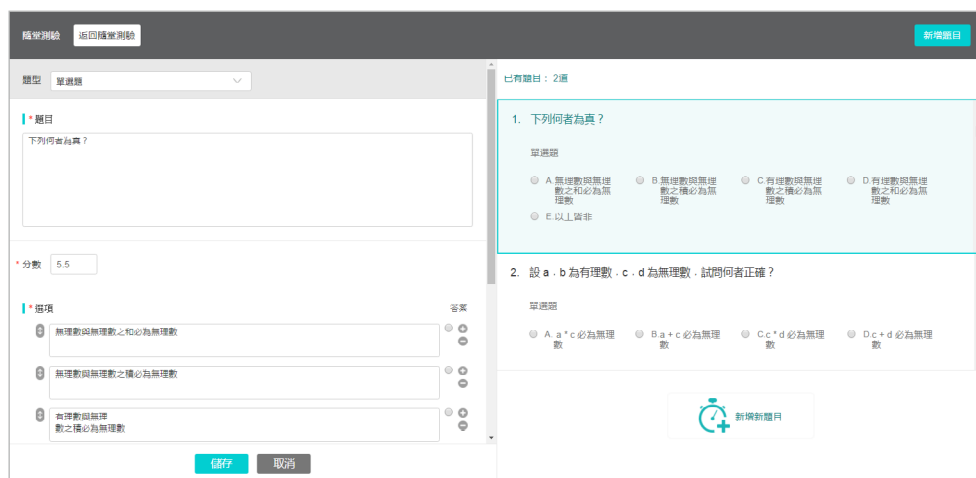 隨堂測驗 返回隨堂測驗 新增題目
題型 單選題
* 題目
下列何者為真？
* 分數 5.5
* 選項 答案
無理數與無理數之和必為無理數
無理數與無理數之積必為無理數
有理數與無理
數之積必為無理數
儲存 取消
已有題目： 2道
1. 下列何者為真？
單選題
A.無理數與無理
數之和必為無
理數
B.無理數與無理
數之積必為無
理數
C.有理數與無理
數之積必為無
理數
D.有理數與無理
數之和必為無
理數
E.以上皆非
2. 設 a﹒b 為有理數﹒c﹒d 為無理數﹒試問何者正確？
單選題
A. a * c 必為無理
數
B.a + c 必為無理
數
C.c * d 必為無理
數
D.c + d 必為無理
數
新增新題目